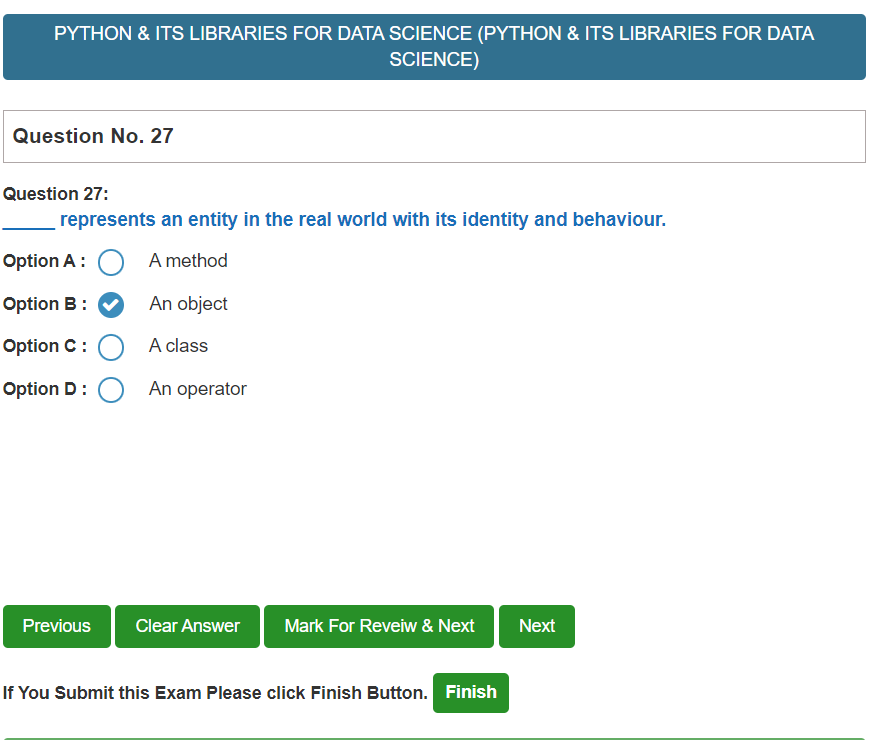 PYTHON & ITS LIBRARIES FOR DATA SCIENCE (PYTHON & ITS LIBRARIES FOR DATA
SCIENCE)
Question No. 27
Question 27:
_____ represents an entity in the real world with its identity and behaviour.
Option A : A method
Option B : An object
Option C : A class
Option D : An operator
Previous Clear Answer Mark For Reveiw & Next Next
If You Submit this Exam Please click Finish Button. Finish